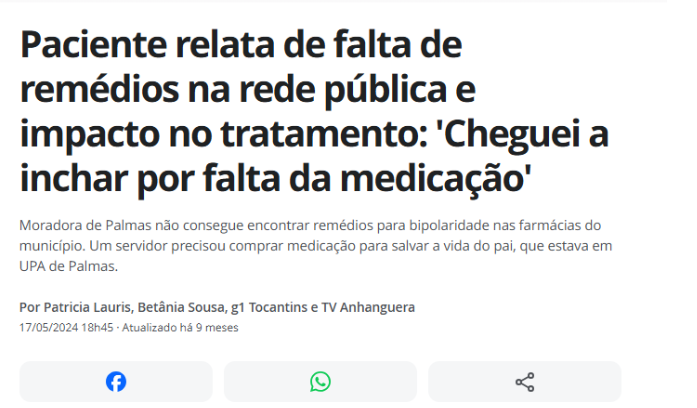 Paciente relata de falta de
remédios na rede pública e
impacto no tratamento: 'Cheguei a
inchar por falta da medicação'
Moradora de Palmas não consegue encontrar remédios para bipolaridade nas farmácias do
município. Um servidor precisou comprar medicação para salvar a vida do pai, que estava em
UPA de Palmas.
Por Patricia Lauris, Betânia Sousa, g1 Tocantins e TV Anhanguera
17/05/2024 18h45 · Atualizado há 9 meses